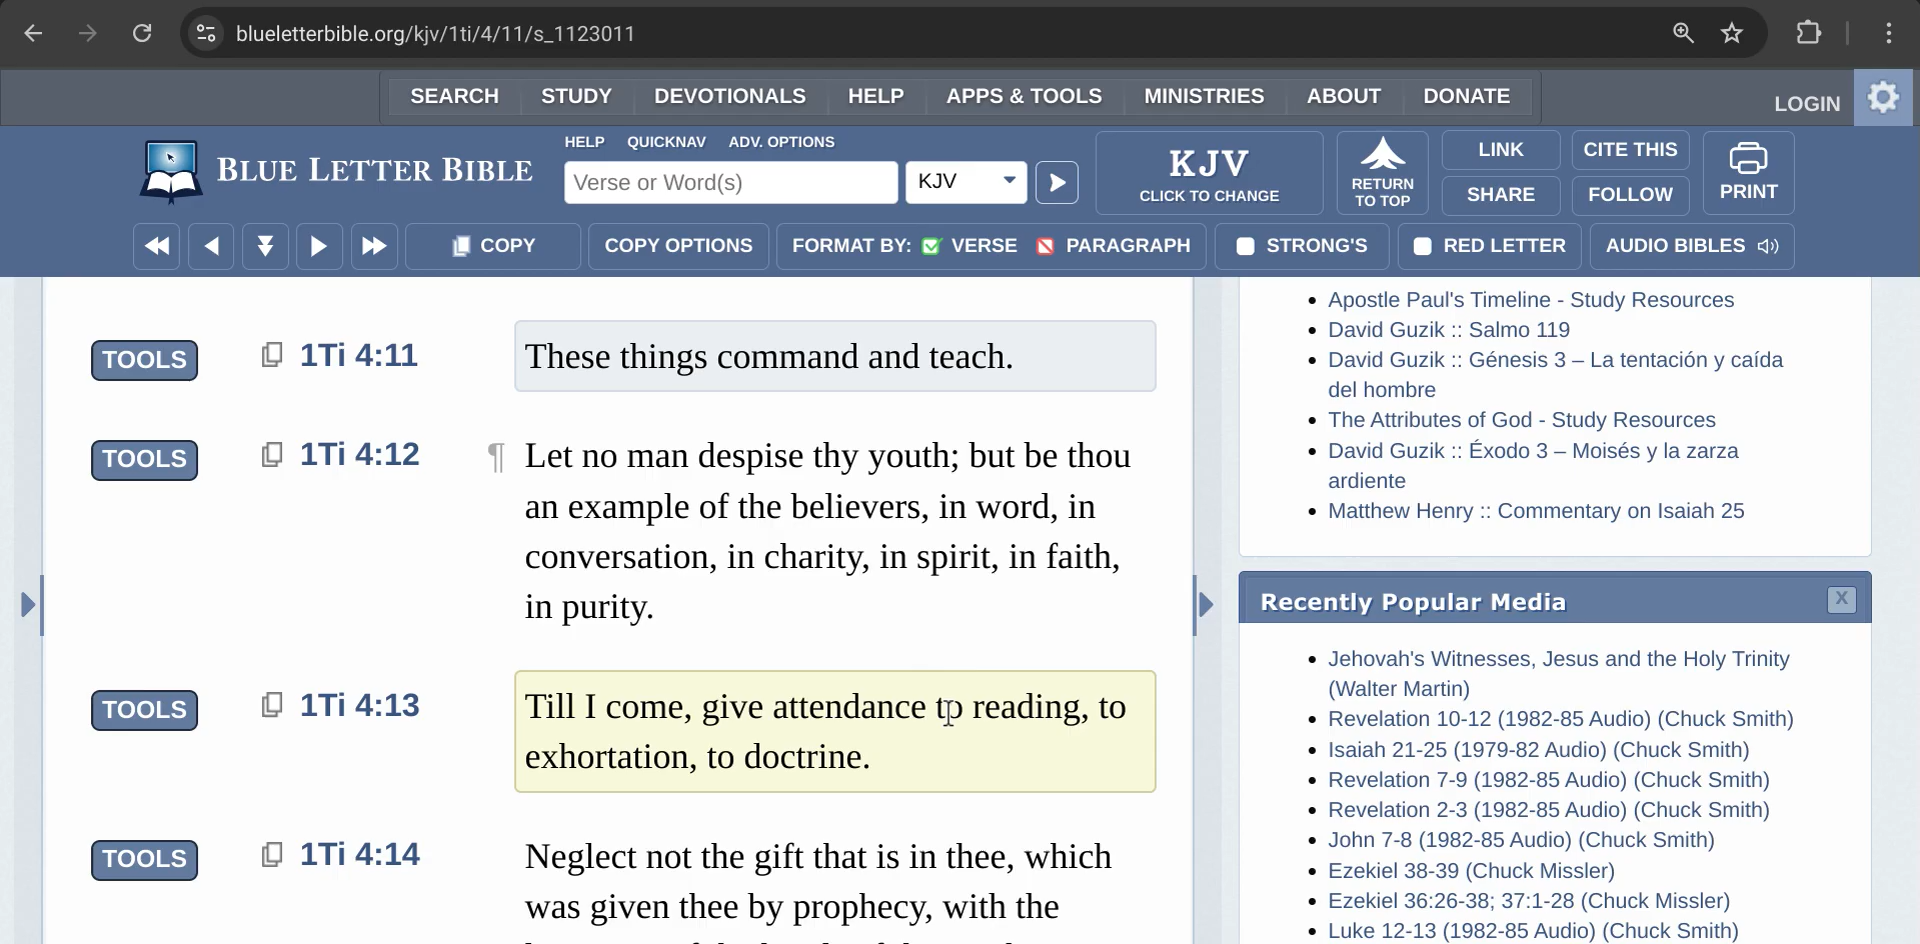 blueletterbible.org/kjv/1ti/4/11/s_1123011
SEARCH STUDY DEVOTIONALS HELP APPS & TOOLS MINISTRIES ABOUT DONATE
LOGIN
BLUE LETTER BIBLE
HELP QUICKNAV ADV. OPTIONS
Verse or Word(s)
KJV
KJV
CLICK TO CHANGE
RETURN
TO TOP
LINK
CITE THIS
SHARE
FOLLOW
PRINT
COPY
COPY OPTIONS
FORMAT BY: VERSE PARAGRAPH
STRONG'S
RED LETTER
AUDIO BIBLES
TOOLS 1Ti 4:11 These things command and teach.
TOOLS 1Ti 4:12 ¶ Let no man despise thy youth; but be thou
an example of the believers, in word, in
conversation, in charity, in spirit, in faith,
in purity.
TOOLS 1Ti 4:13 Till I come, give attendance to reading, to
exhortation, to doctrine.
TOOLS 1Ti 4:14 Neglect not the gift that is in thee, which
was given thee by prophecy, with the
Apostle Paul's Timeline - Study Resources
David Guzik :: Salmo 119
David Guzik :: Génesis 3 – La tentación y caída
del hombre
The Attributes of God - Study Resources
David Guzik :: Éxodo 3 – Moisés y la zarza
ardiente
Matthew Henry :: Commentary on Isaiah 25
Recently Popular Media
X
Jehovah's Witnesses, Jesus and the Holy Trinity
(Walter Martin)
Revelation 10-12 (1982-85 Audio) (Chuck Smith)
Isaiah 21-25 (1979-82 Audio) (Chuck Smith)
Revelation 7-9 (1982-85 Audio) (Chuck Smith)
Revelation 2-3 (1982-85 Audio) (Chuck Smith)
John 7-8 (1982-85 Audio) (Chuck Smith)
Ezekiel 38-39 (Chuck Missler)
Ezekiel 36:26-38; 37:1-28 (Chuck Missler)
Luke 12-13 (1982-85 Audio) (Chuck Smith)